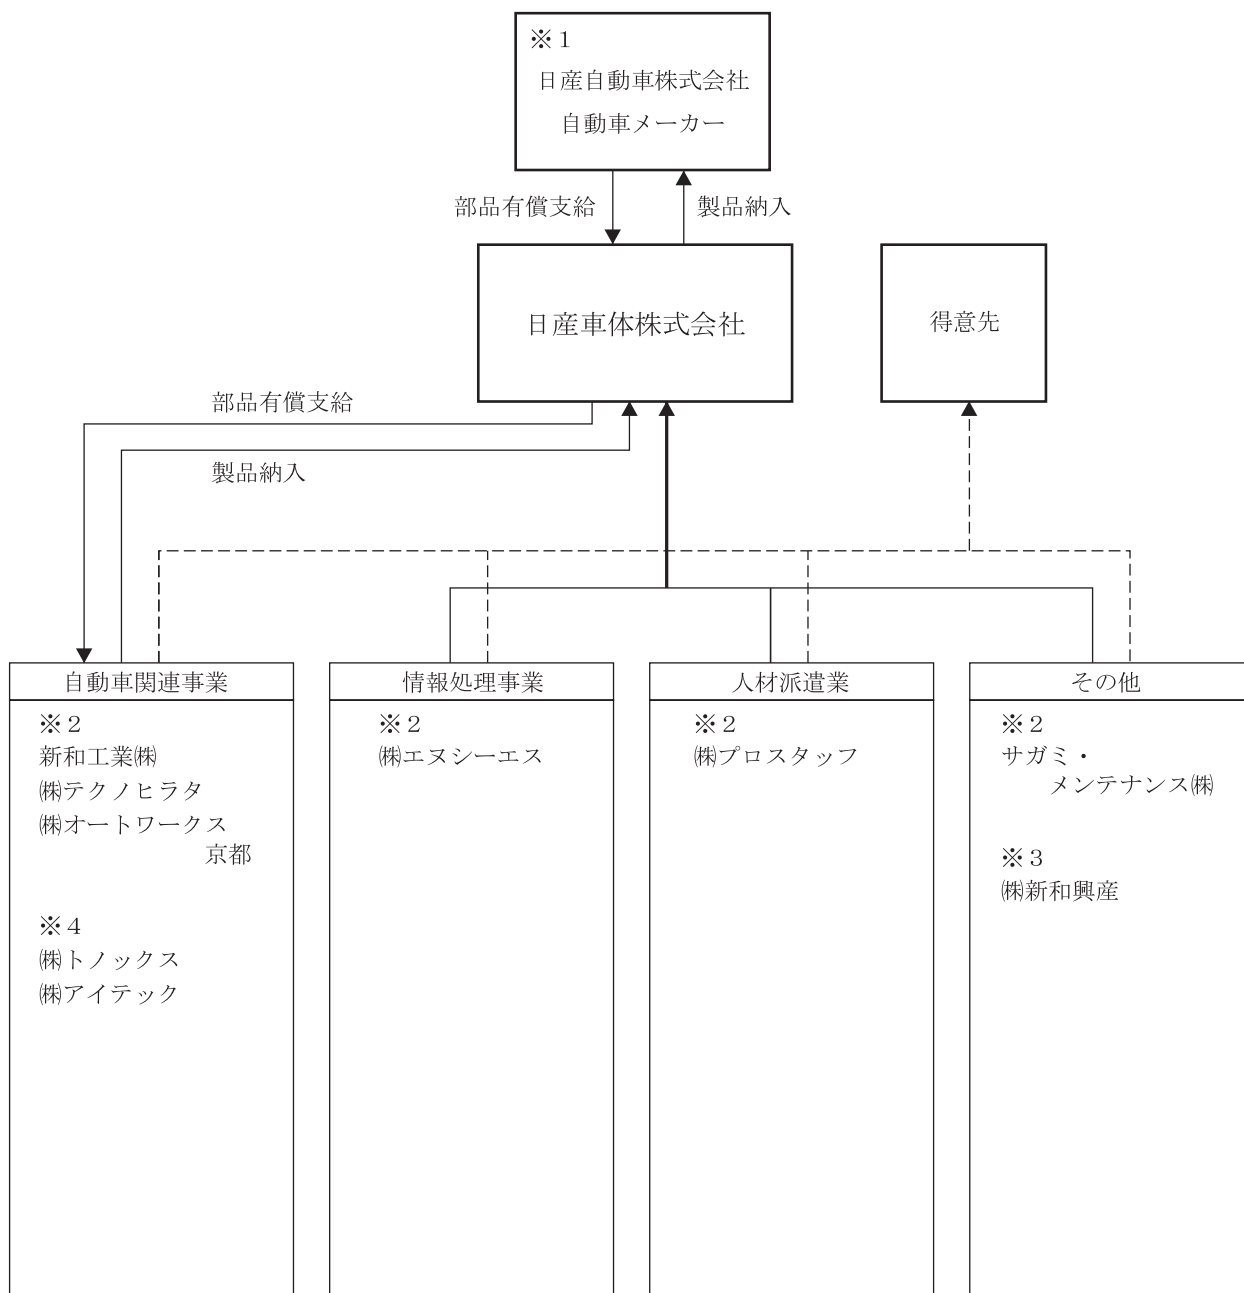 ※1
日産自動車株式会社
自動車メーカー
部品有償支給
製品納入
日産車体株式会社
得意先
部品有償支給
製品納入
自動車関連事業
※2
新和工業㈱
㈱テクノヒラタ
㈱オートワークス
京都
※4
㈱トノックス
㈱アイテック
情報処理事業
※2
㈱エヌシーエス
人材派遣業
※2
㈱プロスタッフ
その他
※2
サガミ・
メンテナンス㈱
※3
㈱新和興産